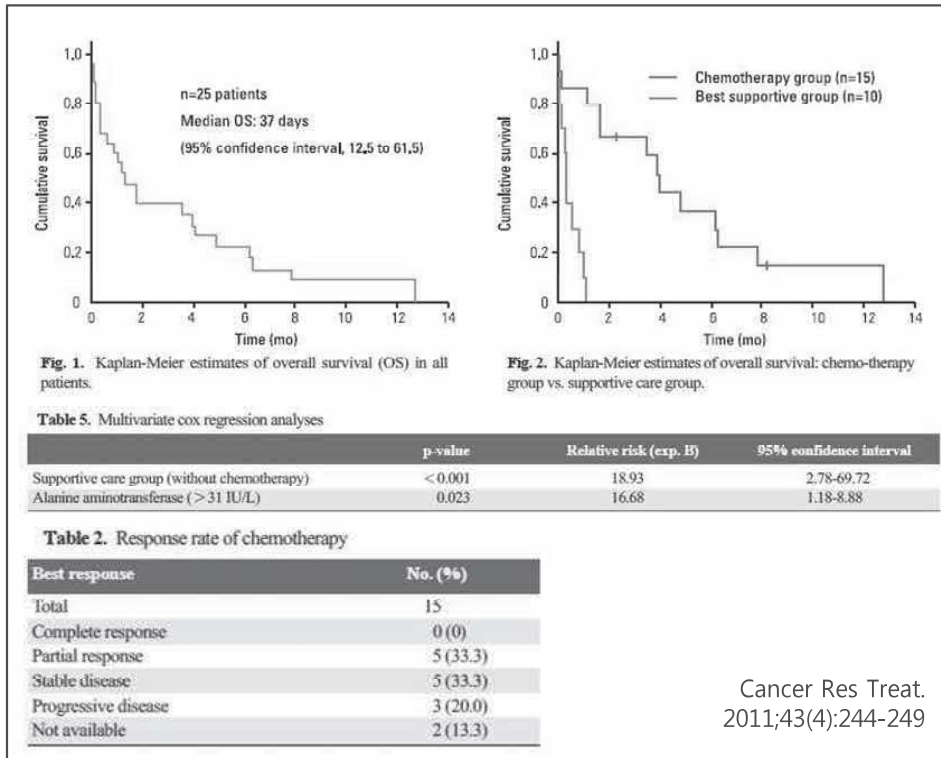 1.0
0.8
0.6
0.4
0.2
0
Cumulative survival
n=25 patients
Median OS: 37 days
(95% confidence interval, 12.5 to 61.5)
0 2 4 6 8 10 12 14
Time (mo)
Fig. 1. Kaplan-Meier estimates of overall survival (OS) in all
patients.
1.0
0.8
0.6
0.4
0.2
0
Cumulative survival
Chemotherapy group (n=15)
Best supportive group (n=10)
0 2 4 6 8 10 12 14
Time (mo)
Fig. 2. Kaplan-Meier estimates of overall survival: chemo-therapy
group vs. supportive care group.
Table 5. Multivariate cox regression analyses
p-value Relative risk (exp. B) 95% confidence interval
Supportive care group (without chemotherapy) <0.001 18.93 2.78-69.72
Alanine aminotransferase (>31 IU/L) 0.023 16.68 1.18-8.88
Table 2. Response rate of chemotherapy
Best response No. (%)
Total 15
Complete response 0 (0)
Partial response 5 (33.3)
Stable disease 5 (33.3)
Progressive disease 3 (20.0)
Not available 2 (13.3)
Cancer Res Treat.
2011;43(4):244-249